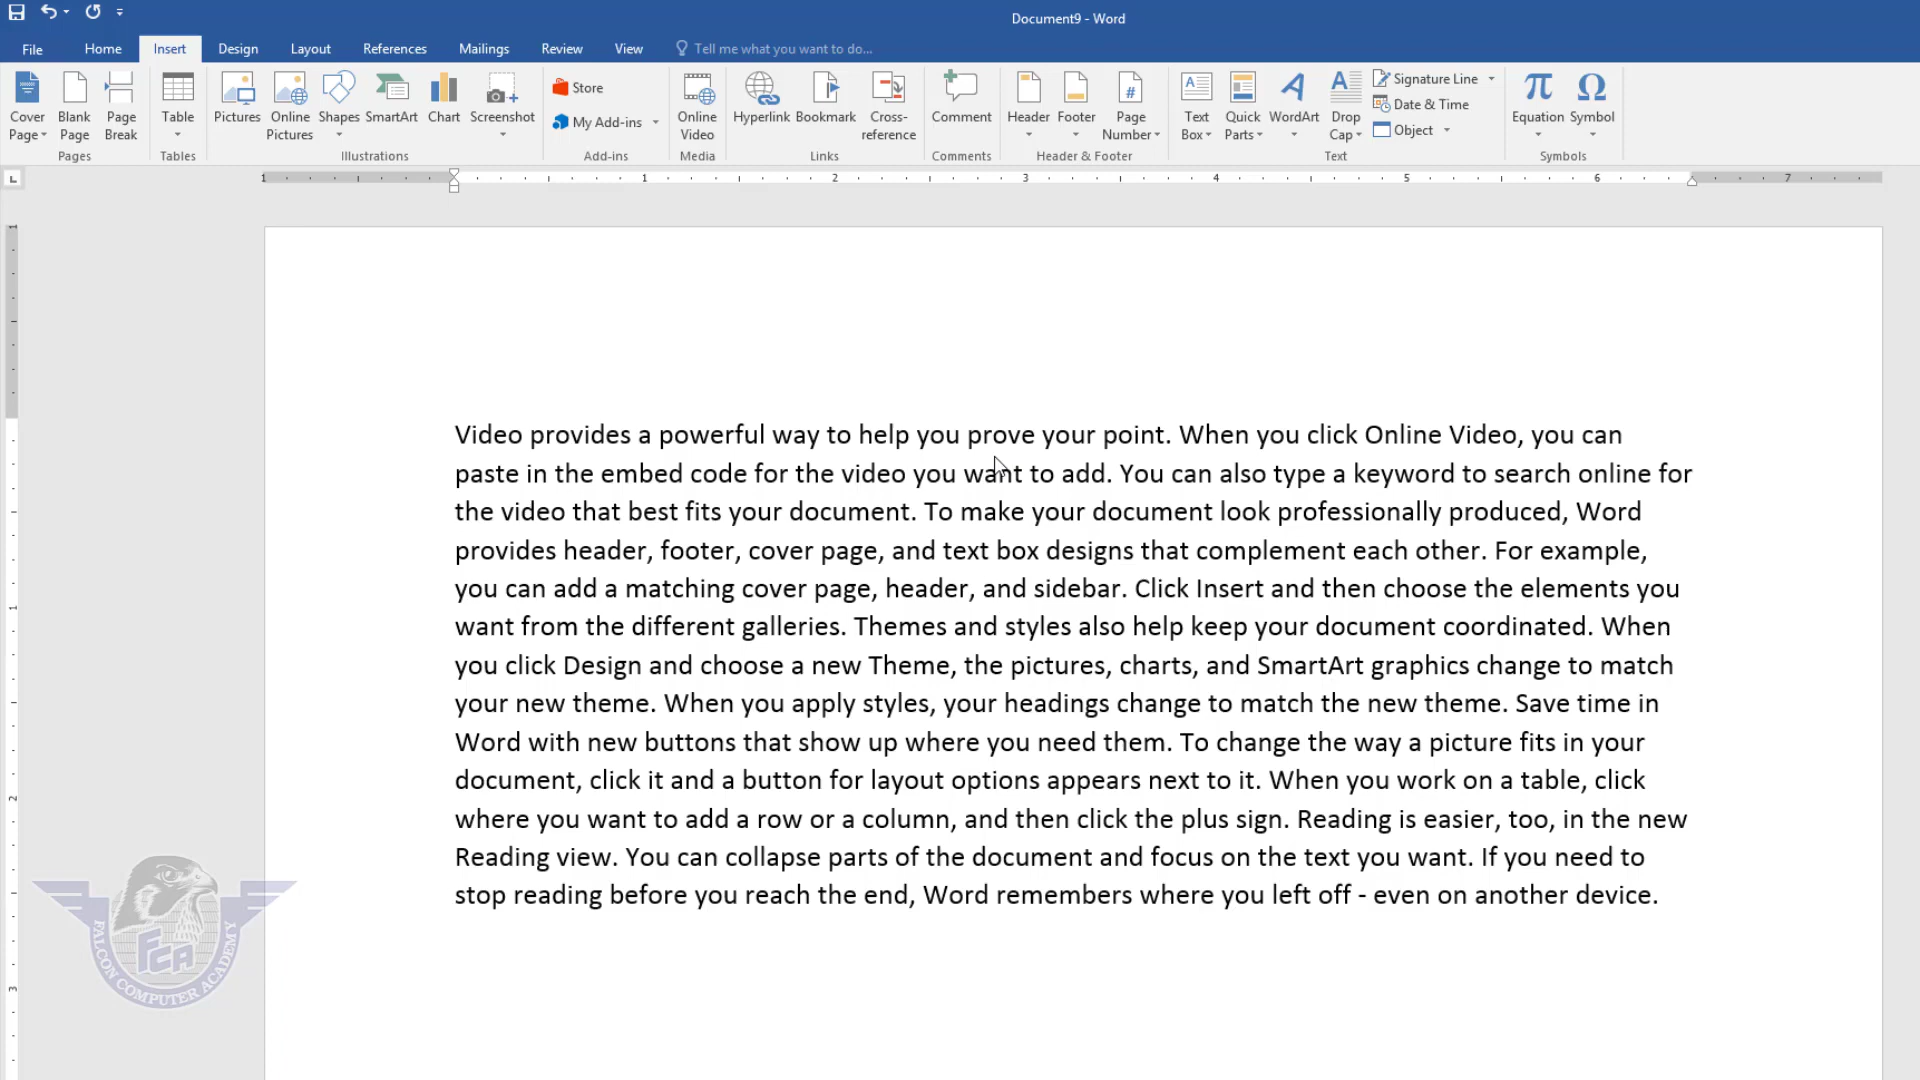 Document9 - Word
File Home Insert Design Layout References Mailings Review View Tell me what you want to do...
Cover Page
Blank Page
Page Break
Pages
Table
Tables
Pictures
Online Pictures
Shapes
SmartArt
Chart
Screenshot
Illustrations
Store
My Add-ins
Add-ins
Online Video
Media
Hyperlink
Bookmark
Cross-reference
Links
Comment
Comments
Header
Footer
Page Number
Header & Footer
Text Box
Quick Parts
WordArt
Drop Cap
Signature Line
Date & Time
Object
Text
π Equation
Ω Symbol
Symbols
L
1 1 2 3 4 5 6 7
1
1
2
3
Video provides a powerful way to help you prove your point. When you click Online Video, you can
paste in the embed code for the video you want to add. You can also type a keyword to search online for
the video that best fits your document. To make your document look professionally produced, Word
provides header, footer, cover page, and text box designs that complement each other. For example,
you can add a matching cover page, header, and sidebar. Click Insert and then choose the elements you
want from the different galleries. Themes and styles also help keep your document coordinated. When
you click Design and choose a new Theme, the pictures, charts, and SmartArt graphics change to match
your new theme. When you apply styles, your headings change to match the new theme. Save time in
Word with new buttons that show up where you need them. To change the way a picture fits in your
document, click it and a button for layout options appears next to it. When you work on a table, click
where you want to add a row or a column, and then click the plus sign. Reading is easier, too, in the new
Reading view. You can collapse parts of the document and focus on the text you want. If you need to
stop reading before you reach the end, Word remembers where you left off - even on another device.
FCA
FALCON COMPUTER ACADEMY